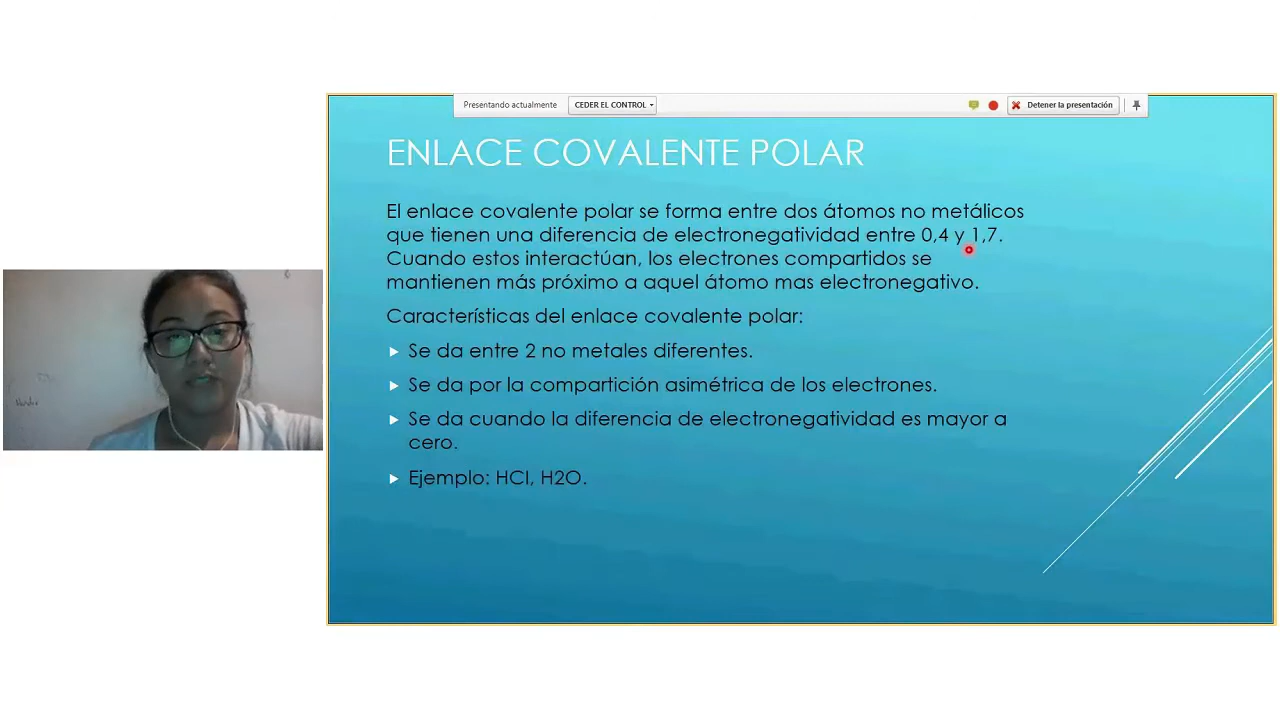 Presentando actualmente CEDER EL CONTROL Detener la presentación
ENLACE COVALENTE POLAR
El enlace covalente polar se forma entre dos átomos no metálicos
que tienen una diferencia de electronegatividad entre 0,4 y 1,7.
Cuando estos interactúan, los electrones compartidos se
mantienen más próximo a aquel átomo mas electronegativo.
Características del enlace covalente polar:
Se da entre 2 no metales diferentes.
Se da por la compartición asimétrica de los electrones.
Se da cuando la diferencia de electronegatividad es mayor a
cero.
Ejemplo: HCl, H2O.